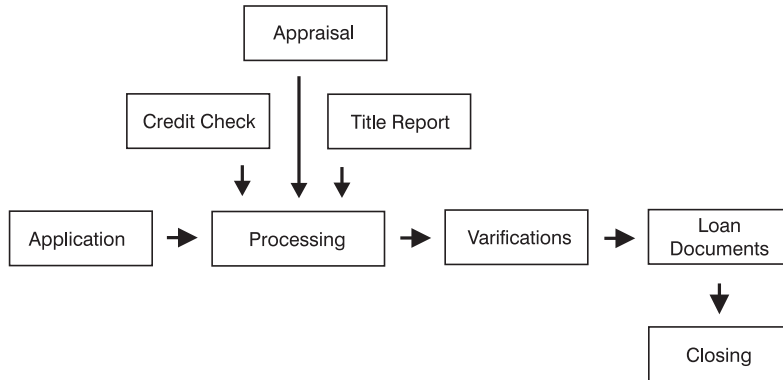 Appraisal
Credit Check
Title Report
Application
Processing
Varifications
Loan
Documents
Closing